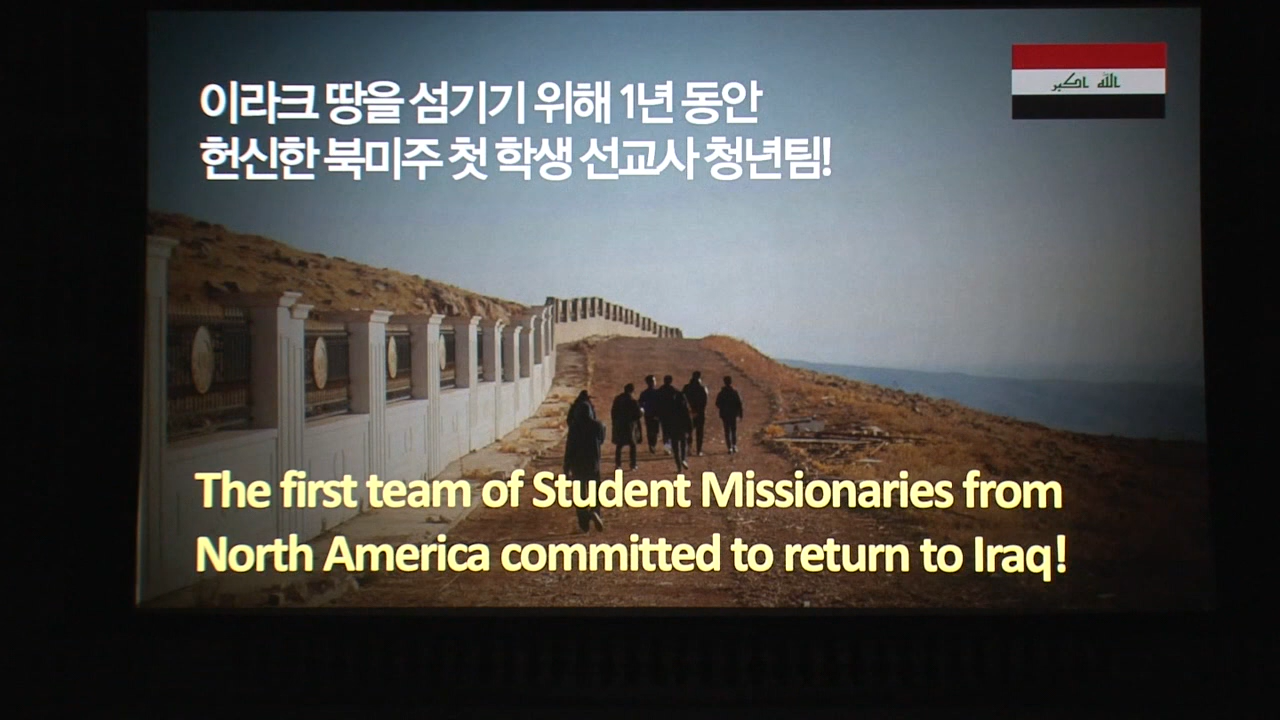 이라크 땅을 섬기기 위해 1년 동안
헌신한 북미주 첫 학생 선교사 청년팀!
الله اكبر
The first team of Student Missionaries from
North America committed to return to Iraq!